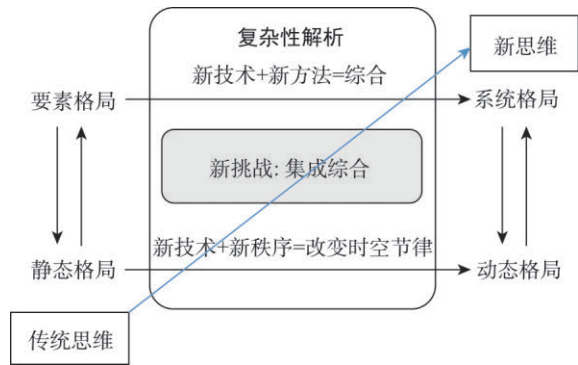 复杂性解析
新思维
新技术+新方法=综合
要素格局
系统格局
新挑战: 集成综合
新技术+新秩序=改变时空节律
静态格局
动态格局
传统思维